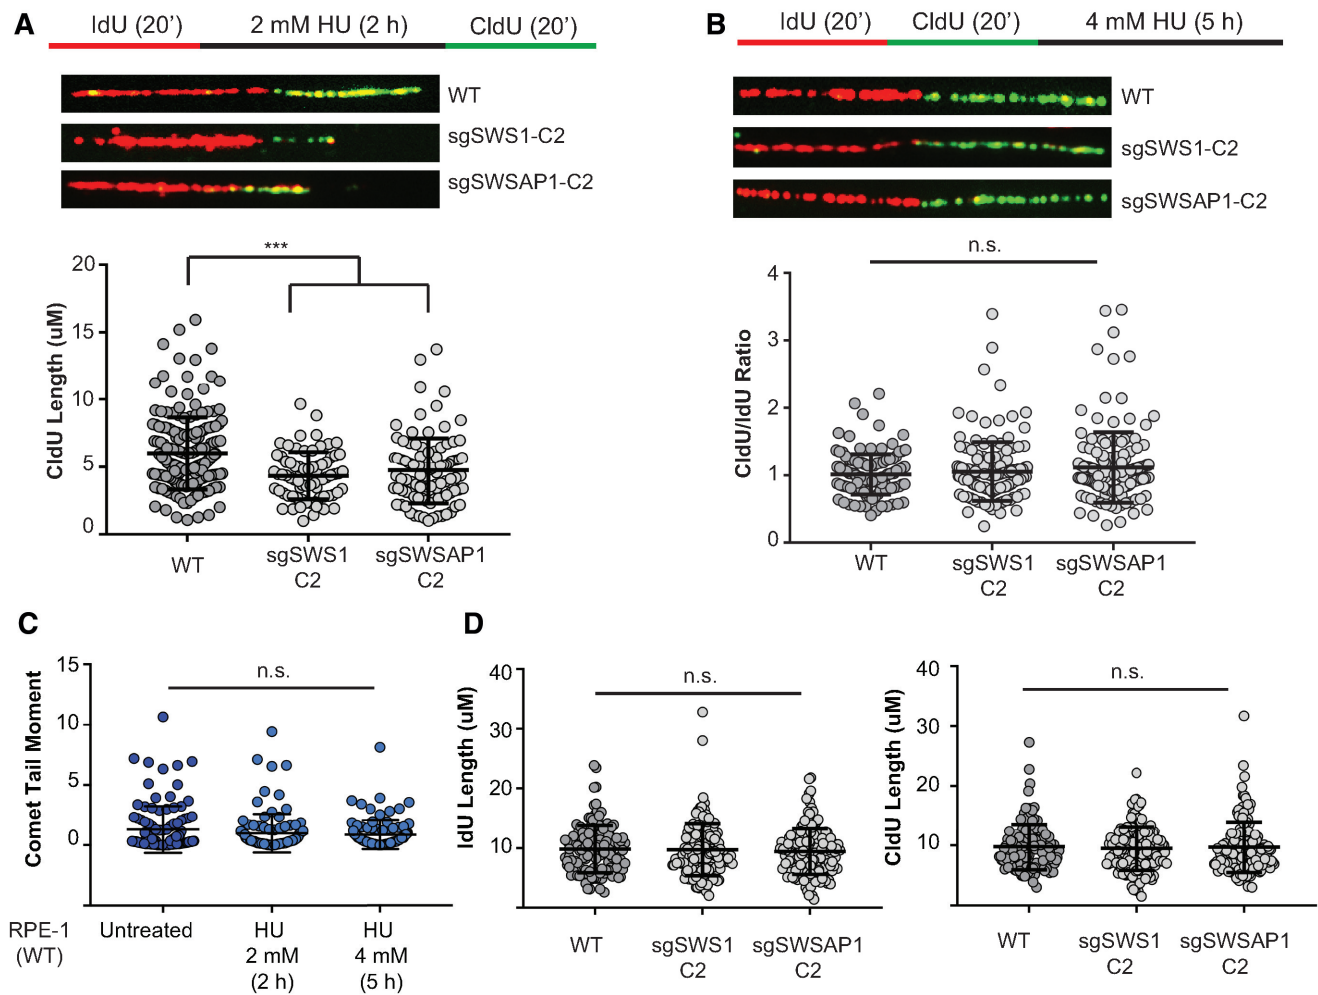 A
IdU (20’)
2 mM HU (2 h)
CldU (20’)
WT
sgSWS1-C2
sgSWSAP1-C2
***
CldU Length (uM)
20
15
10
5
0
WT
sgSWS1
C2
sgSWSAP1
C2
B
IdU (20’)
CldU (20’)
4 mM HU (5 h)
WT
sgSWS1-C2
sgSWSAP1-C2
n.s.
CldU/IdU Ratio
4
3
2
1
0
WT
sgSWS1
C2
sgSWSAP1
C2
C
n.s.
Comet Tail Moment
15
10
5
0
RPE-1
(WT)
Untreated
HU
2 mM
(2 h)
HU
4 mM
(5 h)
D
n.s.
IdU Length (uM)
40
30
20
10
WT
sgSWS1
C2
sgSWSAP1
C2
n.s.
CldU Length (uM)
40
30
20
10
WT
sgSWS1
C2
sgSWSAP1
C2